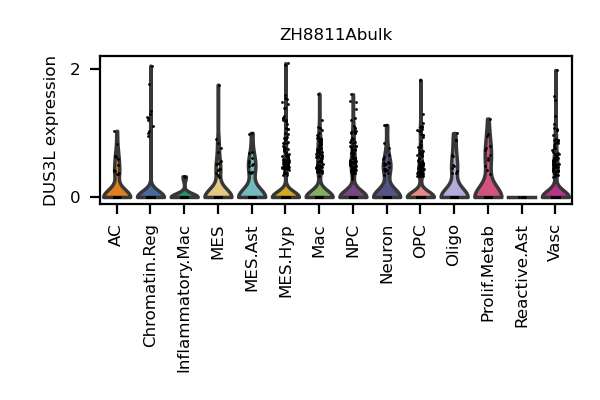 ZH8811Abulk
DUS3L expression
2
0
AC
Chromatin.Reg
Inflammatory.Mac
MES
MES.Ast
MES.Hyp
Mac
NPC
Neuron
OPC
Oligo
Prolif.Metab
Reactive.Ast
Vasc